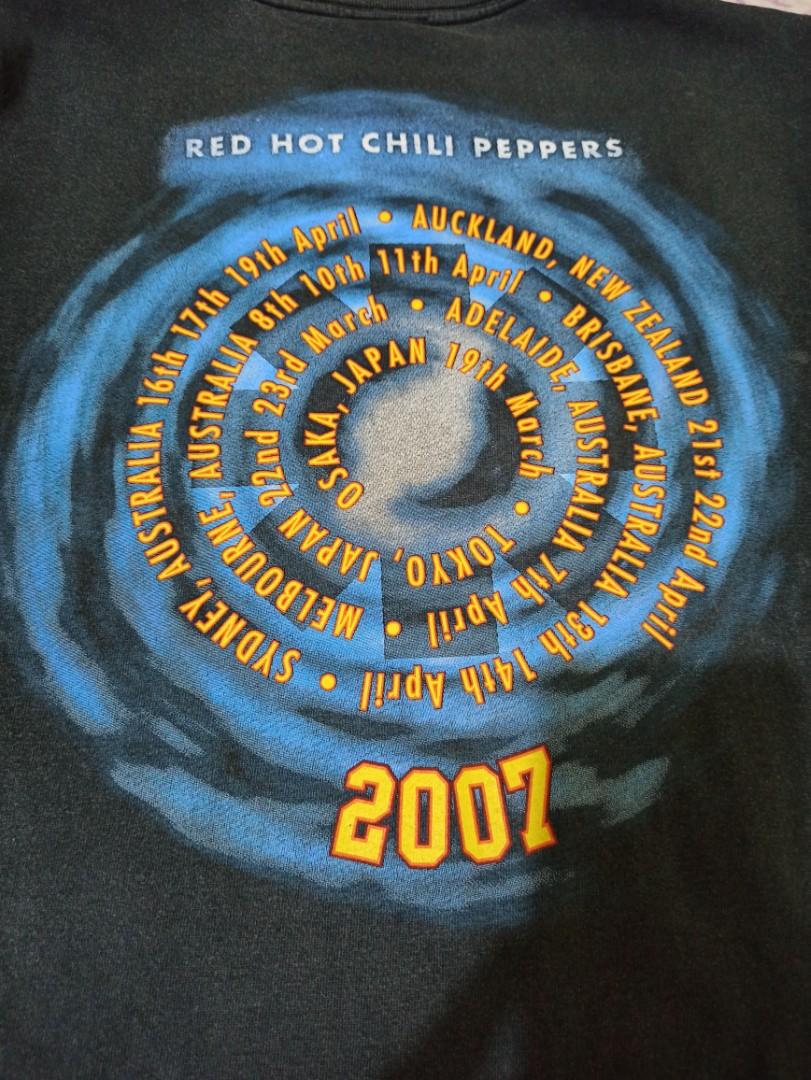 RED HOT CHILI PEPPERS
OSAKA, JAPAN 19th March • TOKYO, JAPAN 22nd 23rd March • ADELAIDE, AUSTRALIA 7th April • MELBOURNE, AUSTRALIA 8th 10th 11th April • BRISBANE, AUSTRALIA 13th 14th April • SYDNEY, AUSTRALIA 16th 17th 19th April • AUCKLAND, NEW ZEALAND 21st 22nd April
2007